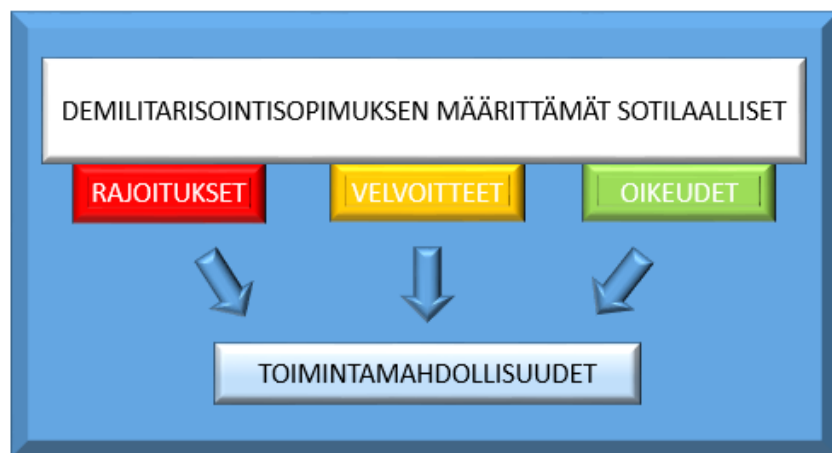 DEMILITARISOINTISOPIMUKSEN MÄÄRITTÄMÄT SOTILAALLISET
RAJOITUKSET VELVOITTEET OIKEUDET
TOIMINTAMAHDOLLISUUDET